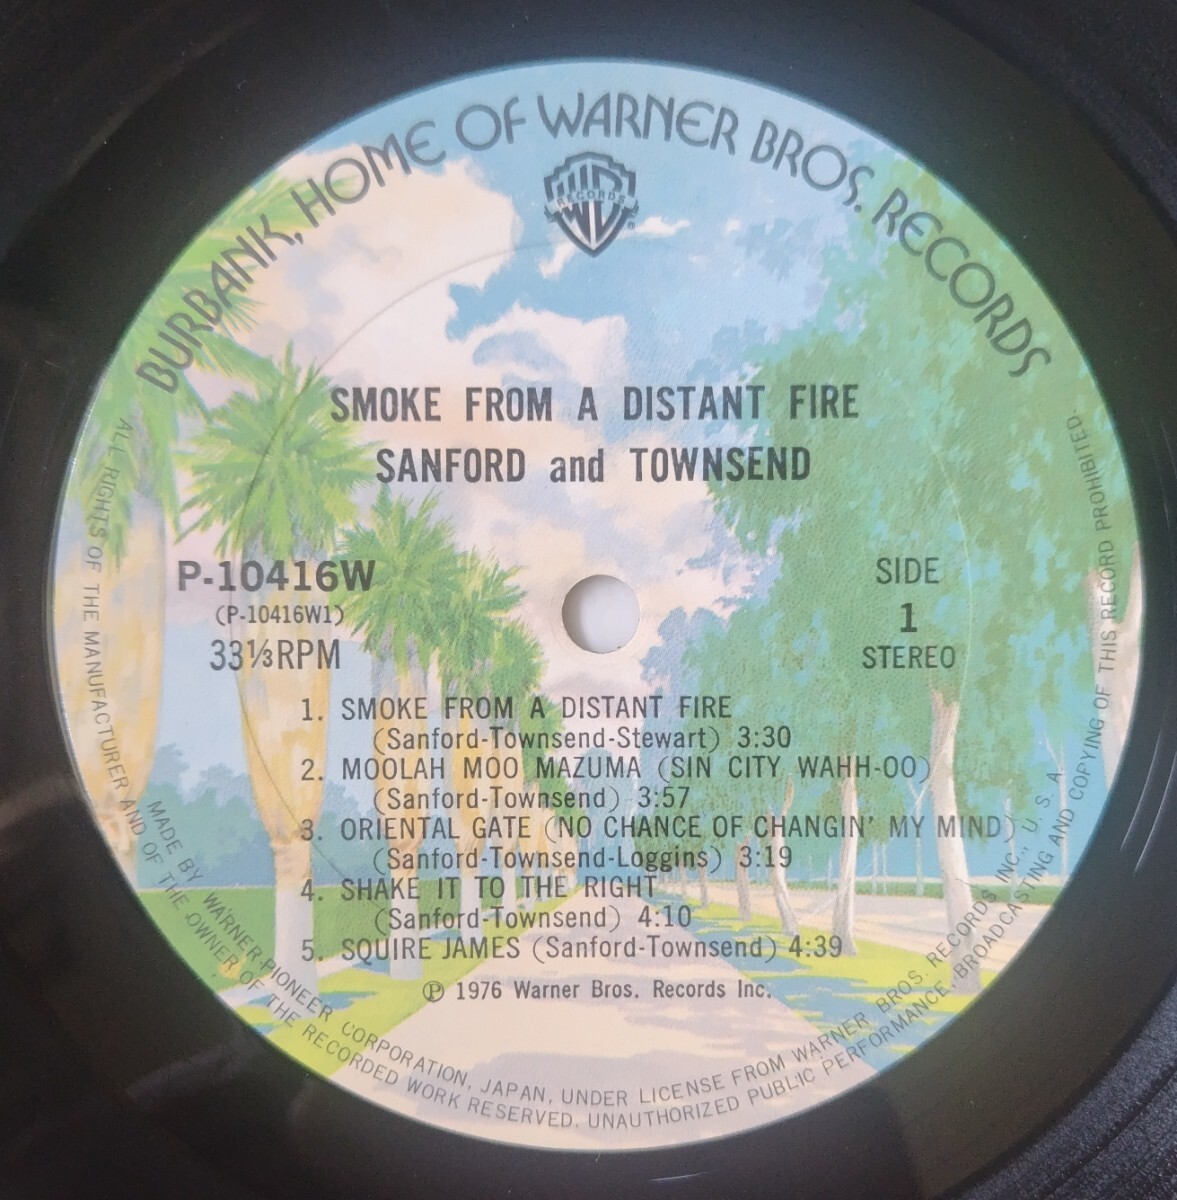 BURBANK, HOME OF WARNER BROS. RECORDS
RECORDS
®
SMOKE FROM A DISTANT FIRE
SANFORD and TOWNSEND
P-10416W
(P-10416W1)
33⅓RPM
SIDE
1
STEREO
1. SMOKE FROM A DISTANT FIRE
(Sanford-Townsend-Stewart) 3:30
2. MOOLAH MOO MAZUMA (SIN CITY WAHH-OO)
(Sanford-Townsend) 3:57
3. ORIENTAL GATE (NO CHANCE OF CHANGIN' MY MIND)
(Sanford-Townsend-Loggins) 3:19
4. SHAKE IT TO THE RIGHT
(Sanford-Townsend) 4:10
5. SQUIRE JAMES (Sanford-Townsend) 4:39
℗ 1976 Warner Bros. Records Inc.
MADE BY WARNER-PIONEER CORPORATION, JAPAN, UNDER LICENSE FROM WARNER BROS. RECORDS INC., U. S. A
ALL RIGHTS OF THE MANUFACTURER AND OF THE OWNER OF THE RECORDED WORK RESERVED. UNAUTHORIZED PUBLIC PERFORMANCE, BROADCASTING AND COPYING OF THIS RECORD PROHIBITED.